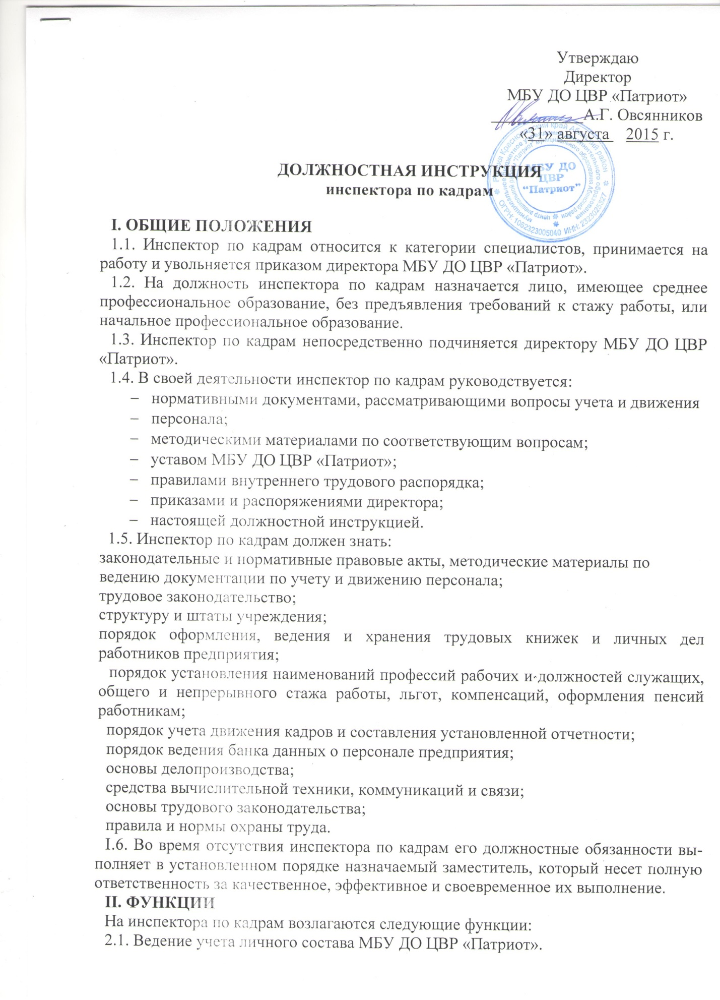 Утверждаю
Директор
МБУ ДО ЦВР «Патриот»
А.Г. Овсянников
«31» августа 2015 г.
МБУ ДО
ЦВР
“Патриот”
ОГРН: 1062323005040 ИНН: 2323025327
ДОЛЖНОСТНАЯ ИНСТРУКЦИЯ
инспектора по кадрам
I. ОБЩИЕ ПОЛОЖЕНИЯ
1.1. Инспектор по кадрам относится к категории специалистов, принимается на
работу и увольняется приказом директора МБУ ДО ЦВР «Патриот».
1.2. На должность инспектора по кадрам назначается лицо, имеющее среднее
профессиональное образование, без предъявления требований к стажу работы, или
начальное профессиональное образование.
1.3. Инспектор по кадрам непосредственно подчиняется директору МБУ ДО ЦВР
«Патриот».
1.4. В своей деятельности инспектор по кадрам руководствуется:
– нормативными документами, рассматривающими вопросы учета и движения
– персонала;
– методическими материалами по соответствующим вопросам;
– уставом МБУ ДО ЦВР «Патриот»;
– правилами внутреннего трудового распорядка;
– приказами и распоряжениями директора;
– настоящей должностной инструкцией.
1.5. Инспектор по кадрам должен знать:
законодательные и нормативные правовые акты, методические материалы по
ведению документации по учету и движению персонала;
трудовое законодательство;
структуру и штаты учреждения;
порядок оформления, ведения и хранения трудовых книжек и личных дел
работников предприятия;
порядок установления наименований профессий рабочих и должностей служащих,
общего и непрерывного стажа работы, льгот, компенсаций, оформления пенсий
работникам;
порядок учета движения кадров и составления установленной отчетности;
порядок ведения банка данных о персонале предприятия;
основы делопроизводства;
средства вычислительной техники, коммуникаций и связи;
основы трудового законодательства;
правила и нормы охраны труда.
I.6. Во время отсутствия инспектора по кадрам его должностные обязанности вы-
полняет в установленном порядке назначаемый заместитель, который несет полную
ответственность за качественное, эффективное и своевременное их выполнение.
II. ФУНКЦИИ
На инспектора по кадрам возлагаются следующие функции:
2.1. Ведение учета личного состава МБУ ДО ЦВР «Патриот».